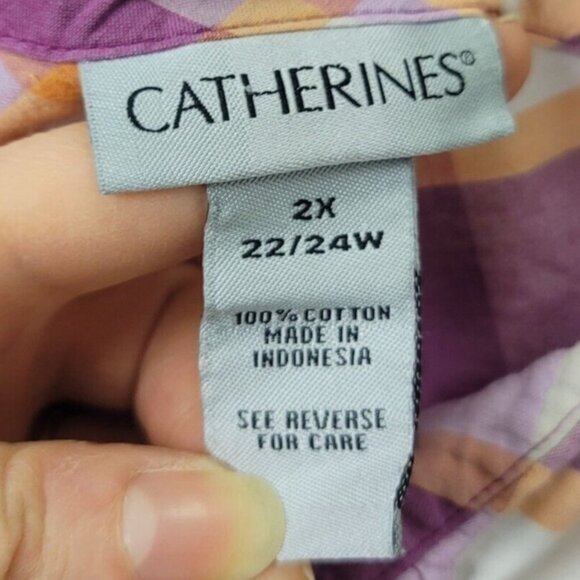 CATHERINES®
2X
22/24W
100% COTTON
MADE IN
INDONESIA
SEE REVERSE
FOR CARE